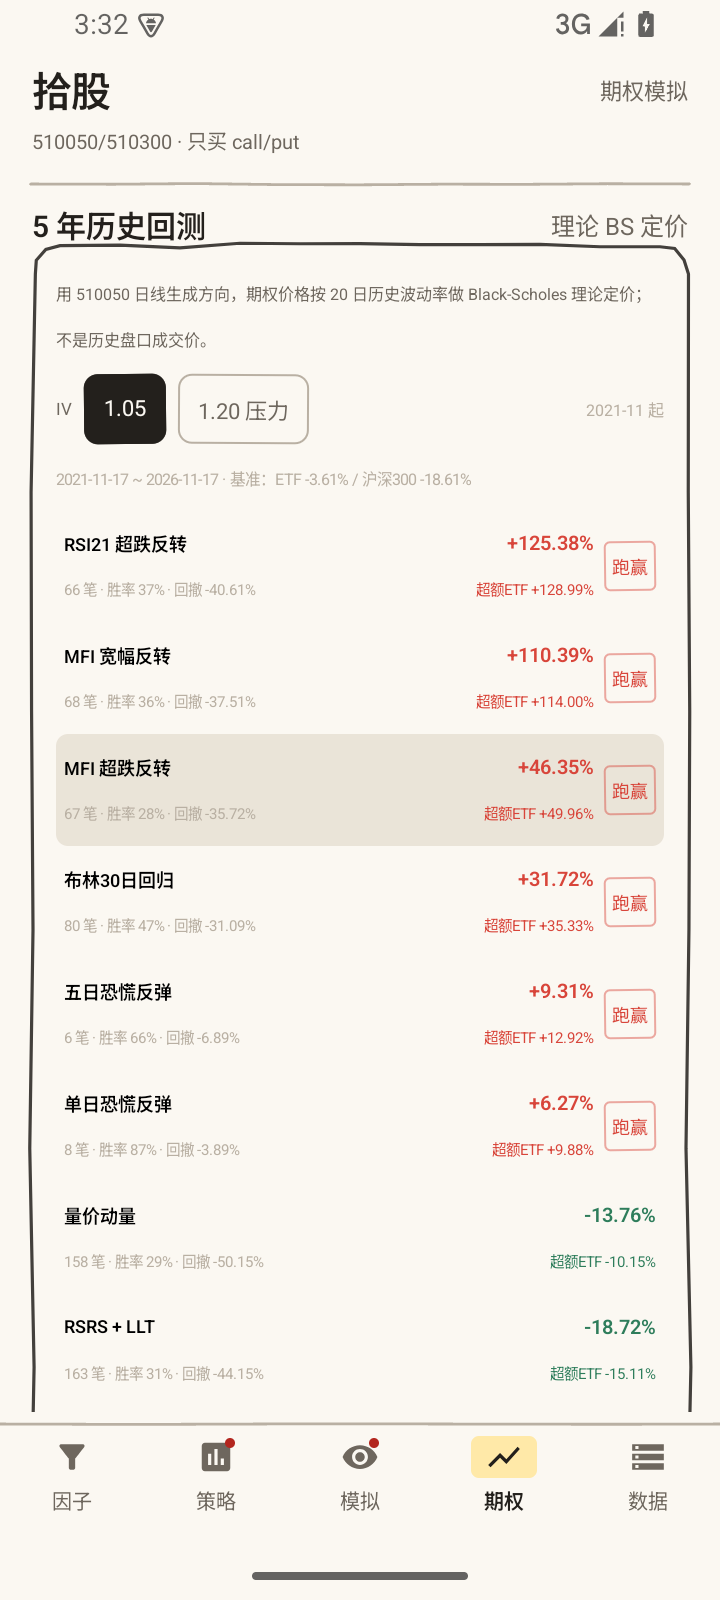 3:32
3G
拾股
期权模拟
510050/510300 · 只买 call/put
5 年历史回测
理论 BS 定价
用 510050 日线生成方向，期权价格按 20 日历史波动率做 Black-Scholes 理论定价；
不是历史盘口成交价。
IV 1.05 1.20 压力 2021-11 起
2021-11-17 ~ 2026-11-17 · 基准：ETF -3.61% / 沪深300 -18.61%
RSI21 超跌反转 +125.38%
跑赢
66 笔 · 胜率 37% · 回撤 -40.61% 超额ETF +128.99%
MFI 宽幅反转 +110.39%
跑赢
68 笔 · 胜率 36% · 回撤 -37.51% 超额ETF +114.00%
MFI 超跌反转 +46.35%
跑赢
67 笔 · 胜率 28% · 回撤 -35.72% 超额ETF +49.96%
布林30日回归 +31.72%
跑赢
80 笔 · 胜率 47% · 回撤 -31.09% 超额ETF +35.33%
五日恐慌反弹 +9.31%
跑赢
6 笔 · 胜率 66% · 回撤 -6.89% 超额ETF +12.92%
单日恐慌反弹 +6.27%
跑赢
8 笔 · 胜率 87% · 回撤 -3.89% 超额ETF +9.88%
量价动量 -13.76%
158 笔 · 胜率 29% · 回撤 -50.15% 超额ETF -10.15%
RSRS + LLT -18.72%
163 笔 · 胜率 31% · 回撤 -44.15% 超额ETF -15.11%
因子 策略 模拟 期权 数据